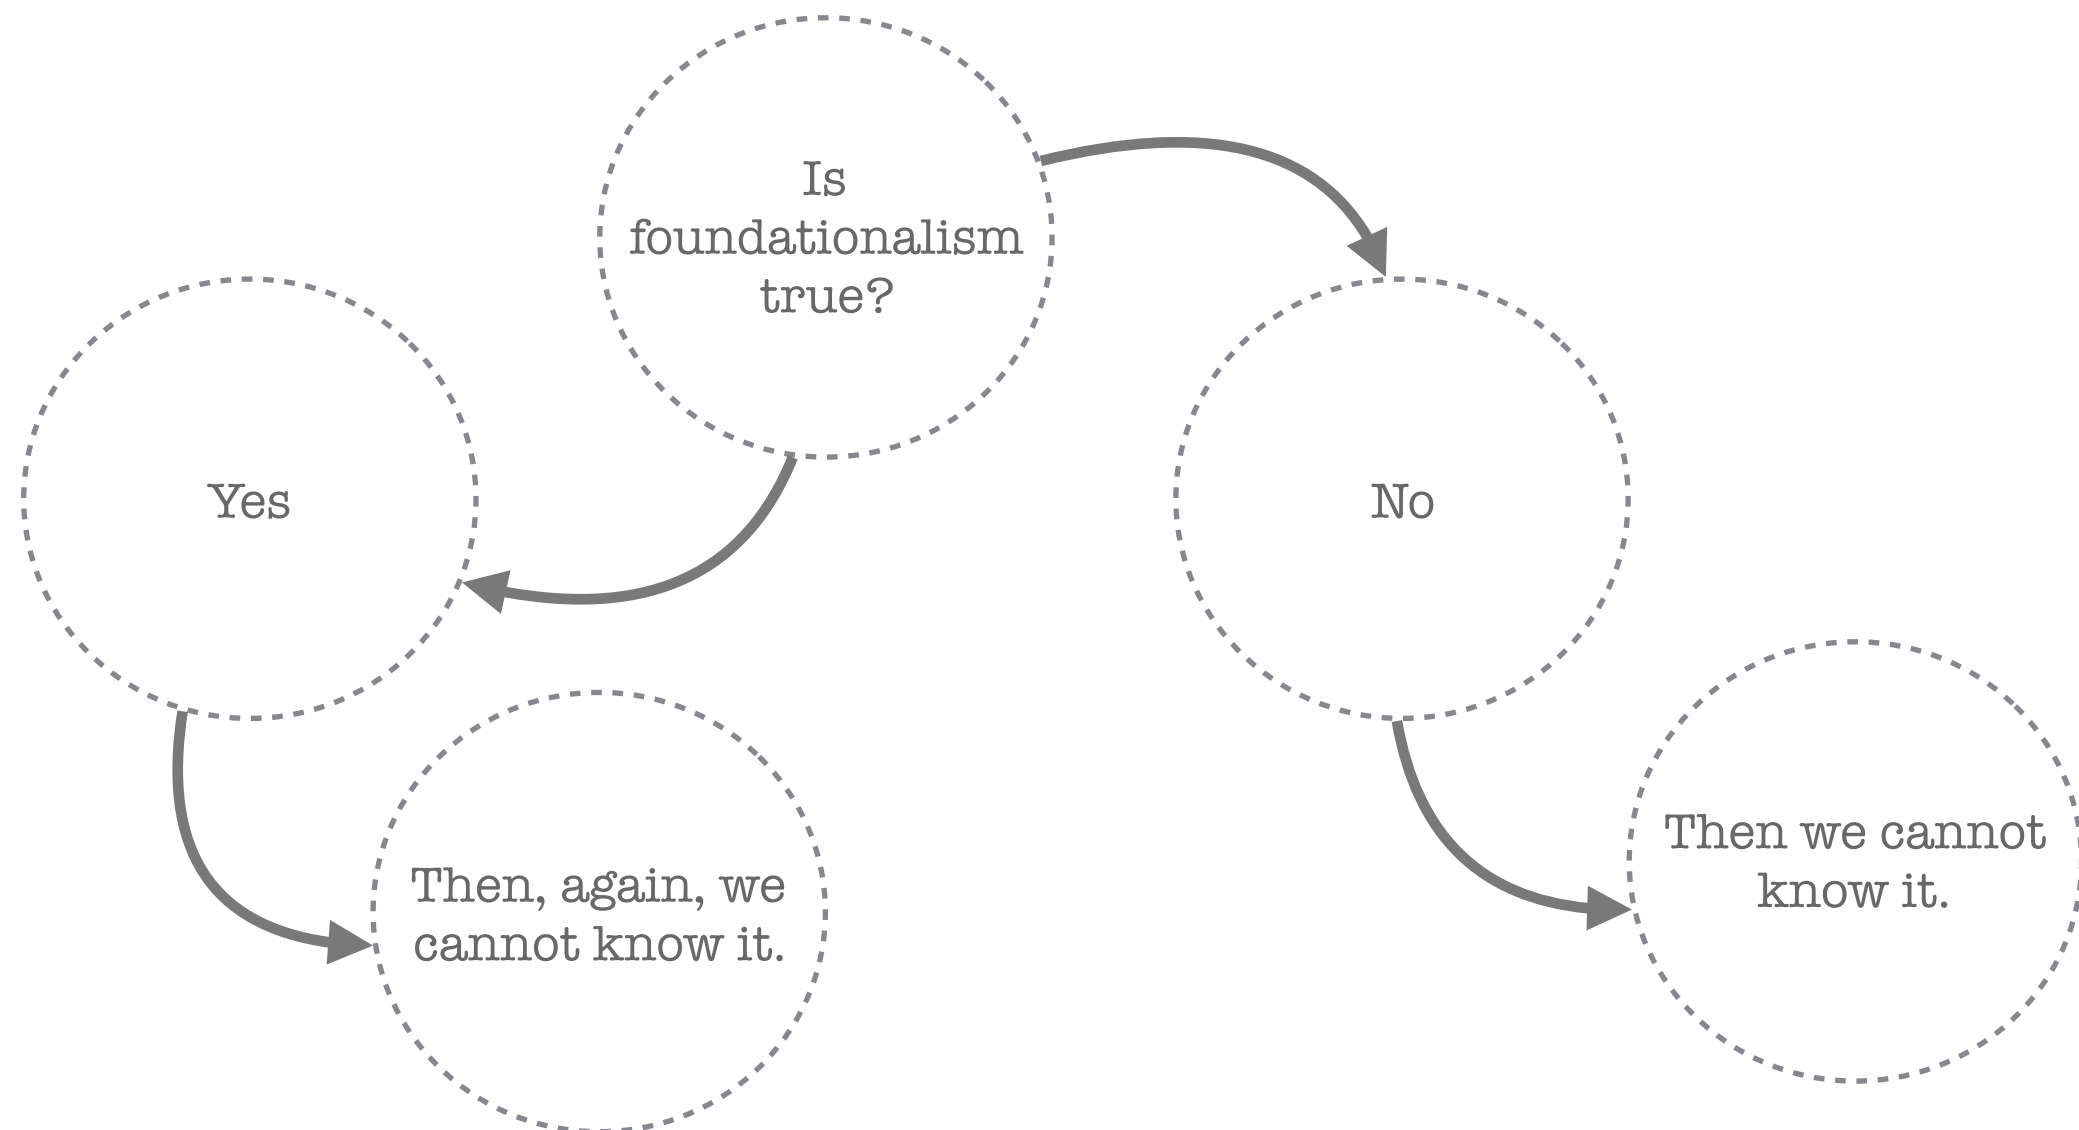 Is
foundationalism
true?
Yes
No
Then, again, we
cannot know it.
Then we cannot
know it.